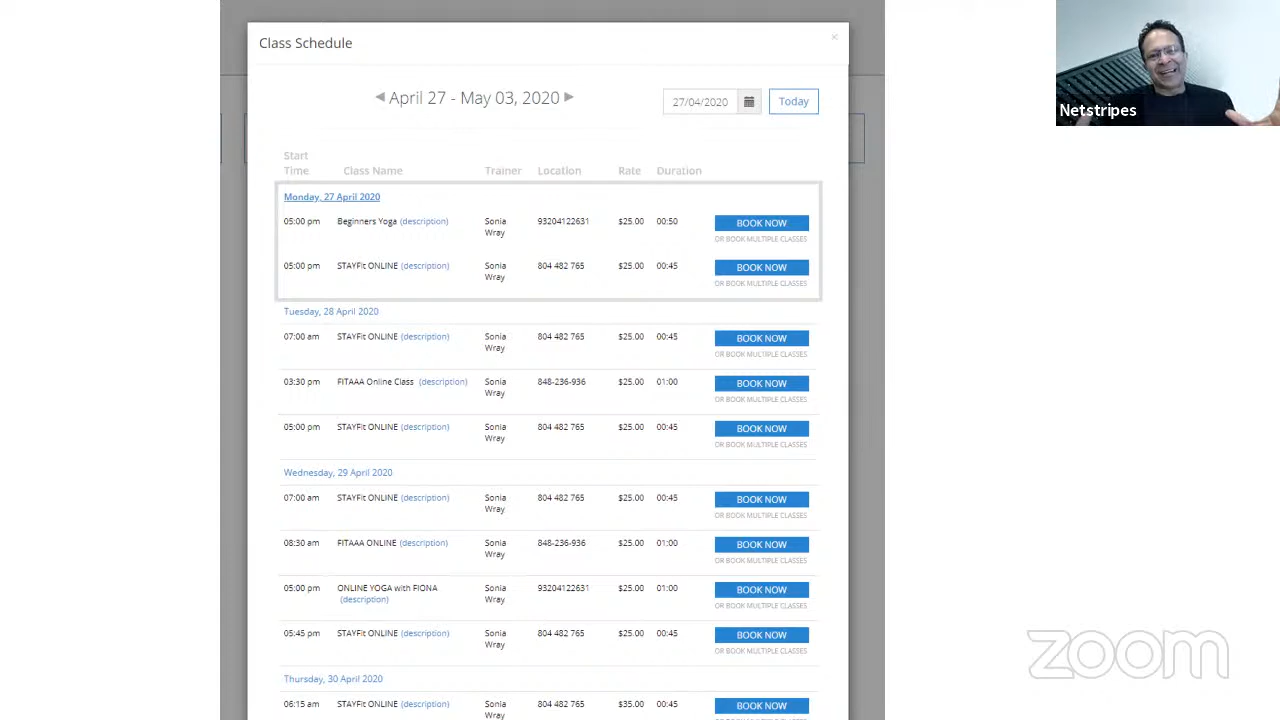 Class Schedule
×
April 27 - May 03, 2020
27/04/2020
Today
Netstripes
Start Time Class Name Trainer Location Rate Duration
Monday, 27 April 2020
05:00 pm Beginners Yoga (description) Sonia Wray 93204122631 $25.00 00:50 BOOK NOW
OR BOOK MULTIPLE CLASSES
05:00 pm STAYFit ONLINE (description) Sonia Wray 804 482 765 $25.00 00:45 BOOK NOW
OR BOOK MULTIPLE CLASSES
Tuesday, 28 April 2020
07:00 am STAYFit ONLINE (description) Sonia Wray 804 482 765 $25.00 00:45 BOOK NOW
OR BOOK MULTIPLE CLASSES
03:30 pm FITAAA Online Class (description) Sonia Wray 848-236-936 $25.00 01:00 BOOK NOW
OR BOOK MULTIPLE CLASSES
05:00 pm STAYFit ONLINE (description) Sonia Wray 804 482 765 $25.00 00:45 BOOK NOW
OR BOOK MULTIPLE CLASSES
Wednesday, 29 April 2020
07:00 am STAYFit ONLINE (description) Sonia Wray 804 482 765 $25.00 00:45 BOOK NOW
OR BOOK MULTIPLE CLASSES
08:30 am FITAAA ONLINE (description) Sonia Wray 848-236-936 $25.00 01:00 BOOK NOW
OR BOOK MULTIPLE CLASSES
05:00 pm ONLINE YOGA with FIONA (description) Sonia Wray 93204122631 $25.00 01:00 BOOK NOW
OR BOOK MULTIPLE CLASSES
05:45 pm STAYFit ONLINE (description) Sonia Wray 804 482 765 $25.00 00:45 BOOK NOW
OR BOOK MULTIPLE CLASSES
Thursday, 30 April 2020
06:15 am STAYFit ONLINE (description) Sonia Wray 804 482 765 $35.00 00:45 BOOK NOW
zoom